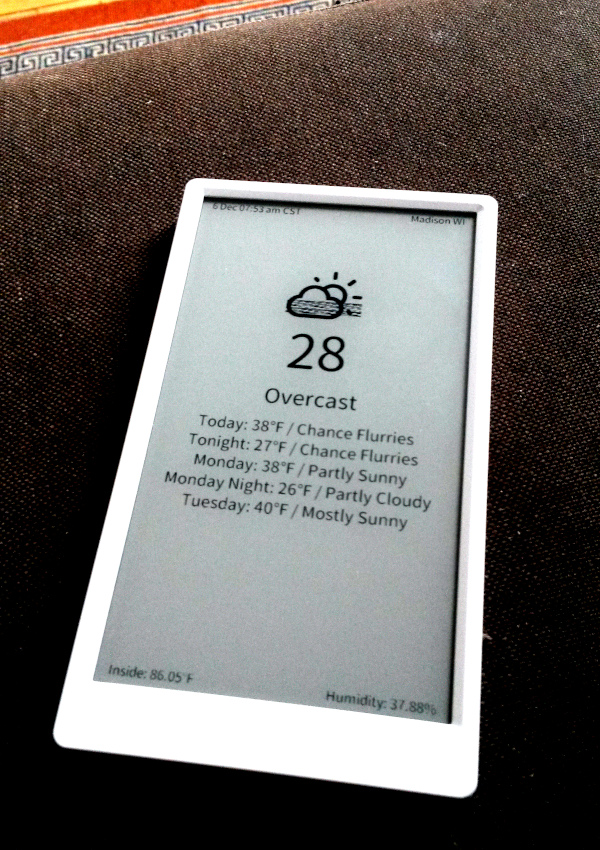 6 Dec 07:53 am CST
Madison WI
28
Overcast
Today: 38°F / Chance Flurries
Tonight: 27°F / Chance Flurries
Monday: 38°F / Partly Sunny
Monday Night: 26°F / Partly Cloudy
Tuesday: 40°F / Mostly Sunny
Inside: 86.05°F
Humidity: 37.88%